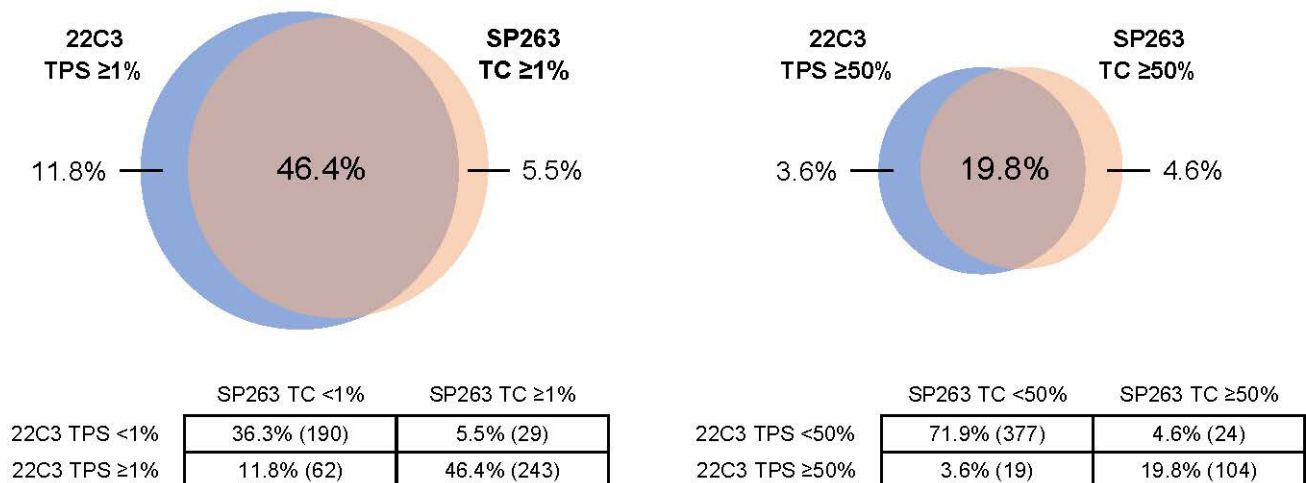 22C3
TPS ≥1%
SP263
TC ≥1%
11.8%
46.4%
5.5%
22C3
TPS ≥50%
SP263
TC ≥50%
3.6%
19.8%
4.6%
SP263 TC <1% SP263 TC ≥1%
22C3 TPS <1% 36.3% (190) 5.5% (29)
22C3 TPS ≥1% 11.8% (62) 46.4% (243)
SP263 TC <50% SP263 TC ≥50%
22C3 TPS <50% 71.9% (377) 4.6% (24)
22C3 TPS ≥50% 3.6% (19) 19.8% (104)